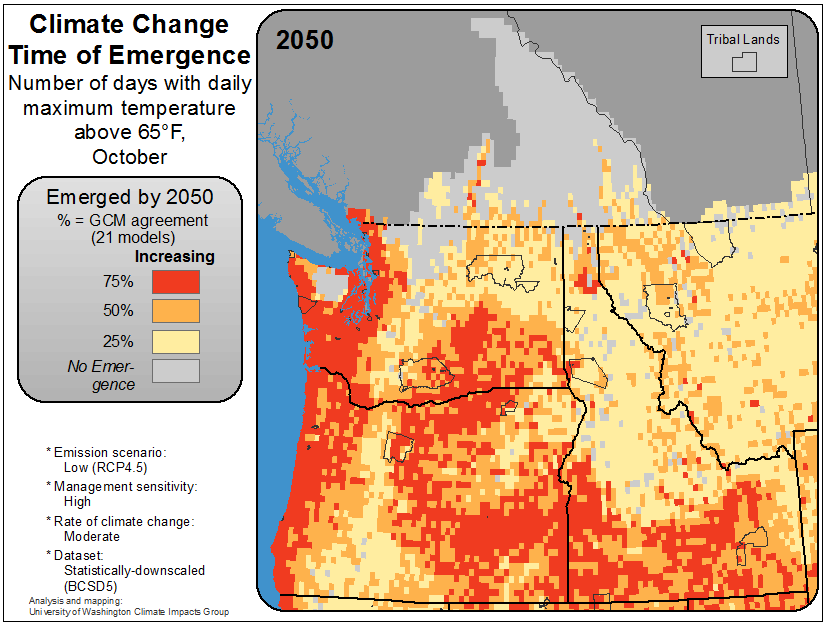 Climate Change
Time of Emergence
Number of days with daily
maximum temperature
above 65°F,
October
Emerged by 2050
% = GCM agreement
(21 models)
Increasing
75%
50%
25%
No Emer-
gence
* Emission scenario:
Low (RCP4.5)
* Management sensitivity:
High
* Rate of climate change:
Moderate
* Dataset:
Statistically-downscaled
(BCSD5)
Analysis and mapping:
University of Washington Climate Impacts Group
2050
Tribal Lands